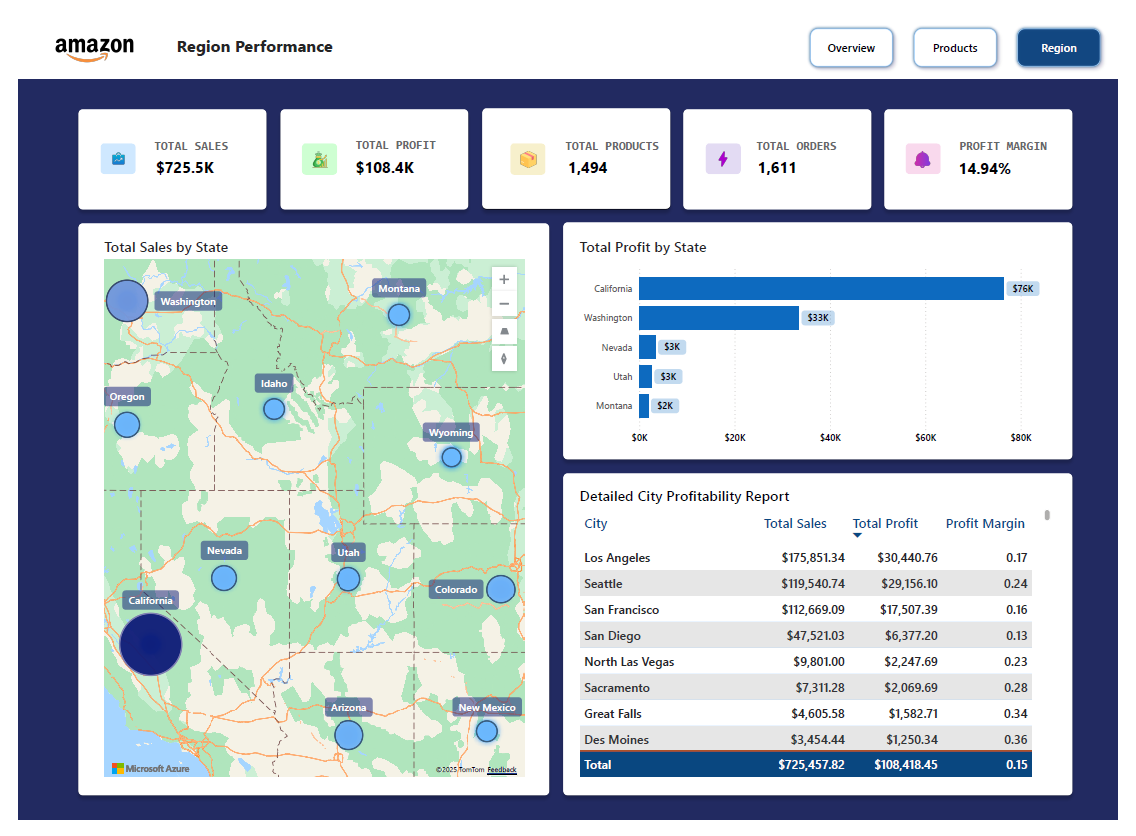 amazon
Region Performance
Overview
Products
Region
TOTAL SALES
$725.5K
TOTAL PROFIT
$108.4K
TOTAL PRODUCTS
1,494
TOTAL ORDERS
1,611
PROFIT MARGIN
14.94%
Total Sales by State
Washington
Montana
Oregon
Idaho
Wyoming
Nevada
Utah
Colorado
California
Arizona
New Mexico
Microsoft Azure
©2025 TomTom Feedback
Total Profit by State
California $76K
Washington $33K
Nevada $3K
Utah $3K
Montana $2K
$0K $20K $40K $60K $80K
Detailed City Profitability Report
City Total Sales Total Profit Profit Margin
Los Angeles $175,851.34 $30,440.76 0.17
Seattle $119,540.74 $29,156.10 0.24
San Francisco $112,669.09 $17,507.39 0.16
San Diego $47,521.03 $6,377.20 0.13
North Las Vegas $9,801.00 $2,247.69 0.23
Sacramento $7,311.28 $2,069.69 0.28
Great Falls $4,605.58 $1,582.71 0.34
Des Moines $3,454.44 $1,250.34 0.36
Total $725,457.82 $108,418.45 0.15